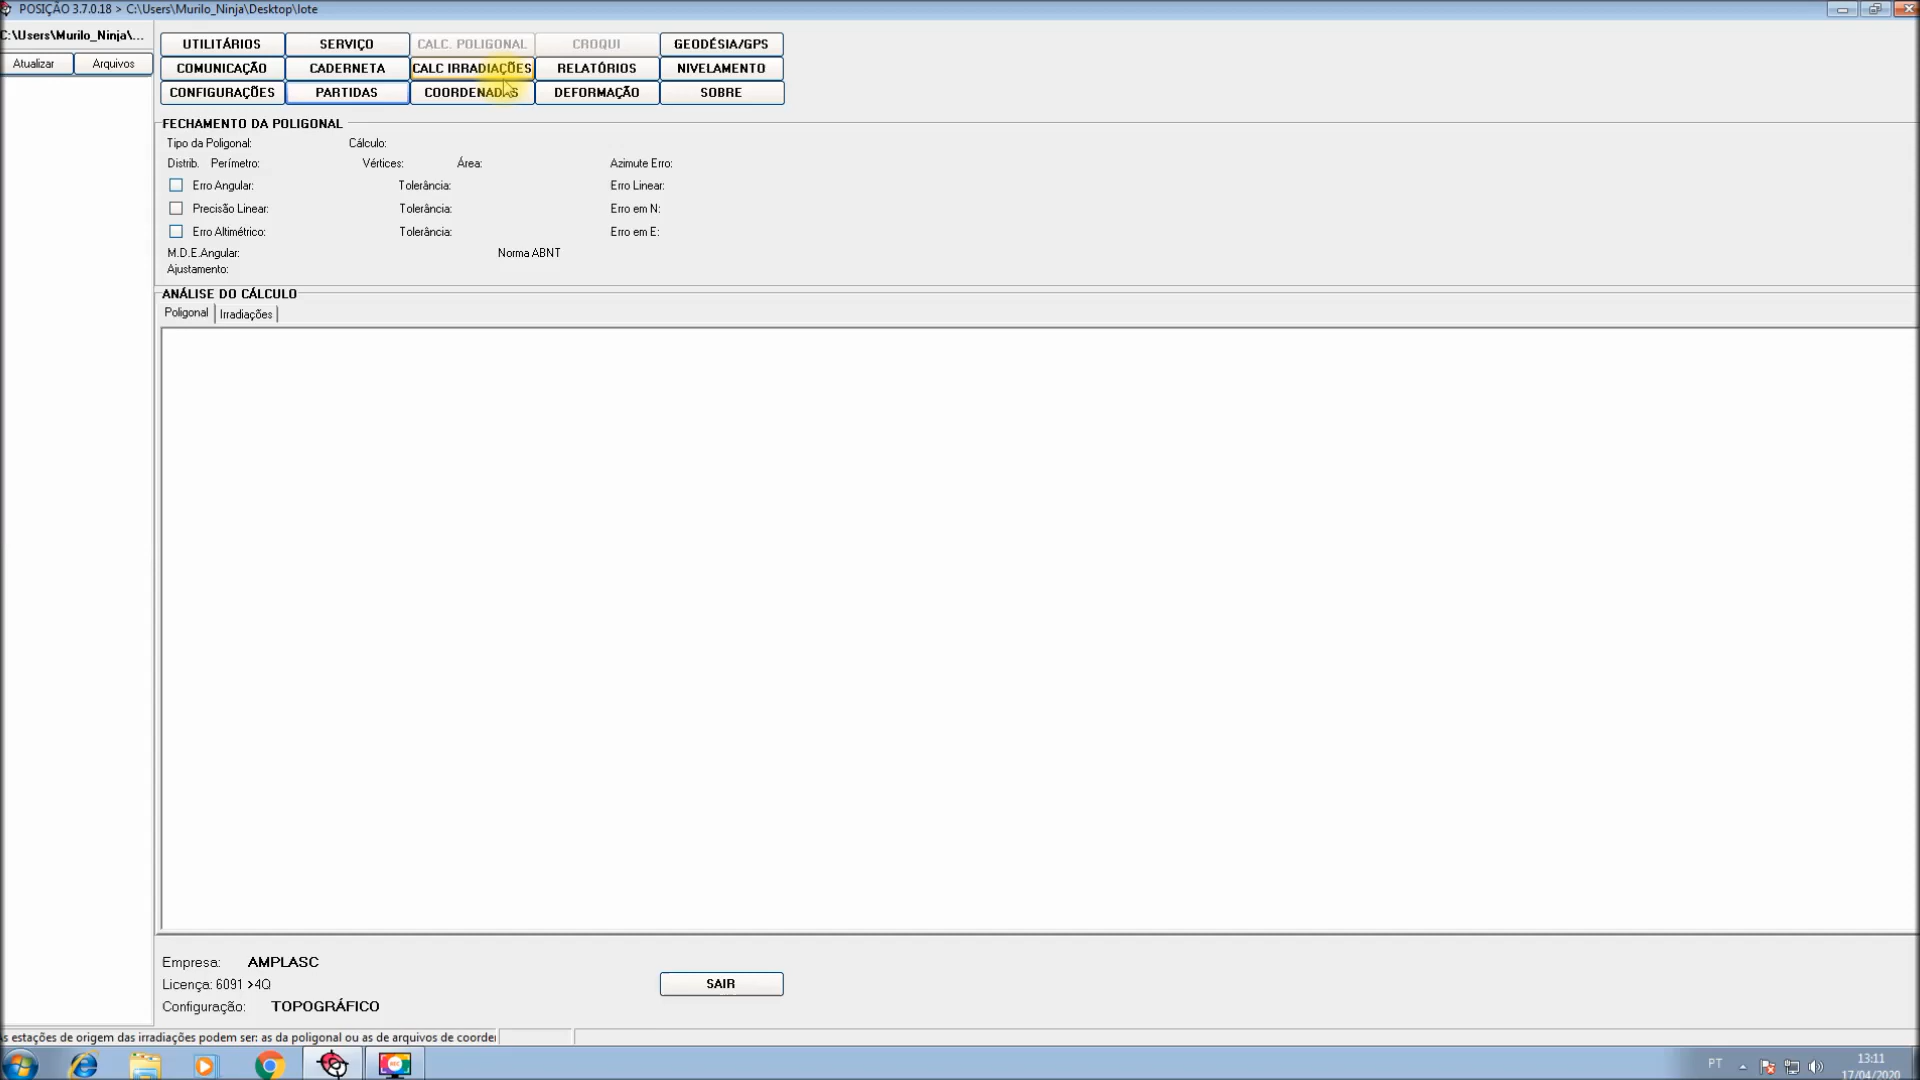 POSIÇÃO 3.7.0.18 > C:\Users\Murilo_Ninja\Desktop\lote
C:\Users\Murilo_Ninja\...
Atualizar Arquivos
UTILITÁRIOS SERVIÇO CALC. POLIGONAL CROQUI GEODÉSIA/GPS
COMUNICAÇÃO CADERNETA CALC IRRADIAÇÕES RELATÓRIOS NIVELAMENTO
CONFIGURAÇÕES PARTIDAS COORDENADAS DEFORMAÇÃO SOBRE
FECHAMENTO DA POLIGONAL
Tipo da Poligonal: Cálculo:
Distrib. Perímetro: Vértices: Área: Azimute Erro:
Erro Angular: Tolerância: Erro Linear:
Precisão Linear: Tolerância: Erro em N:
Erro Altimétrico: Tolerância: Erro em E:
M.D.E.Angular: Norma ABNT
Ajustamento:
ANÁLISE DO CÁLCULO
Poligonal Irradiações
Empresa: AMPLASC
Licença: 6091 >4Q
SAIR
Configuração: TOPOGRÁFICO
s estações de origem das irradiações podem ser: as da poligonal ou as de arquivos de coorde
PT
13:11
17/04/2020